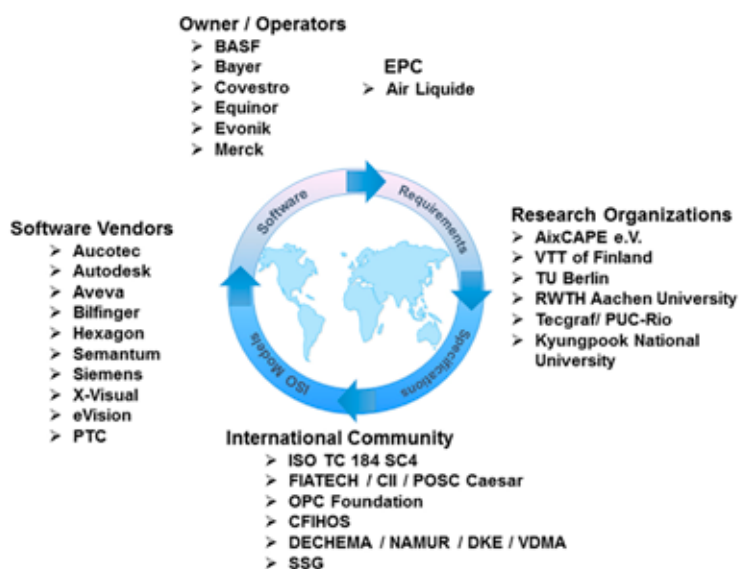 Owner / Operators
BASF
Bayer
Covestro
Equinor
Evonik
Merck
EPC
Air Liquide
Software
Requirements
Specifications
ISO Models
Software Vendors
Aucotec
Autodesk
Aveva
Bilfinger
Hexagon
Semantum
Siemens
X-Visual
eVision
PTC
Research Organizations
AixCAPE e.V.
VTT of Finland
TU Berlin
RWTH Aachen University
Tecgraf/ PUC-Rio
Kyungpook National
University
International Community
ISO TC 184 SC4
FIATECH / CII / POSC Caesar
OPC Foundation
CFIHOS
DECHEMA / NAMUR / DKE / VDMA
SSG